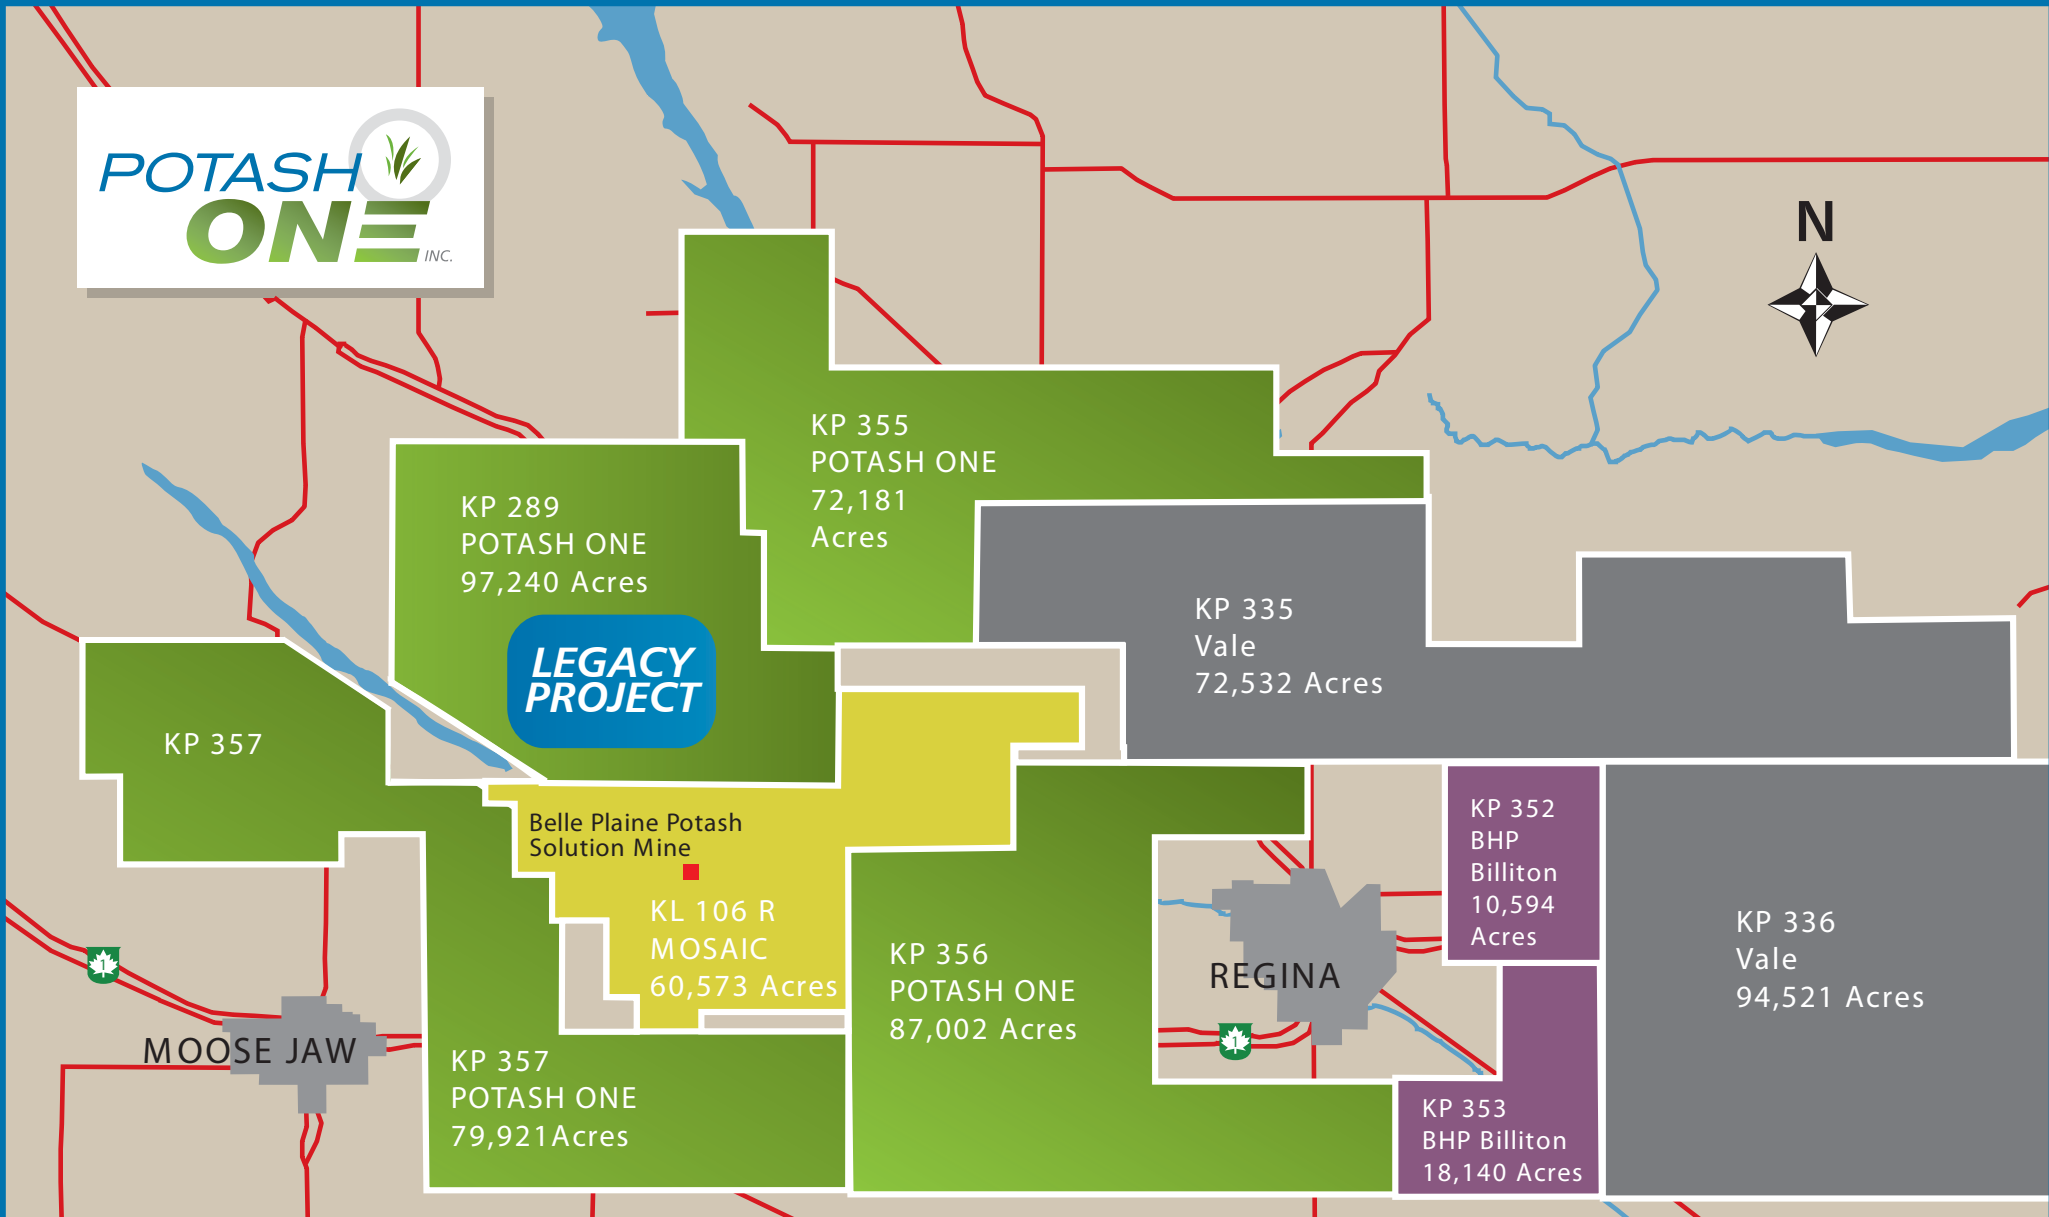 POTASH
ONE
INC.
N
KP 355
POTASH ONE
72,181
Acres
KP 289
POTASH ONE
97,240 Acres
LEGACY
PROJECT
KP 335
Vale
72,532 Acres
KP 357
Belle Plaine Potash
Solution Mine
KL 106 R
MOSAIC
60,573 Acres
KP 352
BHP
Billiton
10,594
Acres
KP 336
Vale
94,521 Acres
KP 356
POTASH ONE
87,002 Acres
REGINA
1
1
MOOSE JAW
KP 357
POTASH ONE
79,921Acres
KP 353
BHP Billiton
18,140 Acres